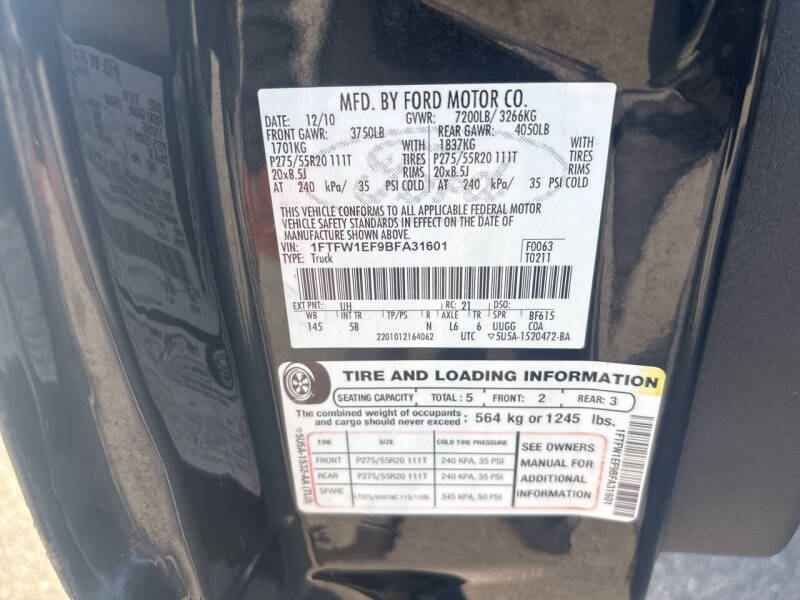 MFD. BY FORD MOTOR CO.
DATE: 12/10 GVWR: 7200LB/ 3266KG
FRONT GAWR: 3750LB REAR GAWR: 4050LB
1701KG WITH 1837KG WITH
P275/55R20 111T TIRES P275/55R20 111T TIRES
20x8.5J RIMS 20x8.5J RIMS
AT 240 kPa/ 35 PSI COLD AT 240 kPa/ 35 PSI COLD
THIS VEHICLE CONFORMS TO ALL APPLICABLE FEDERAL MOTOR
VEHICLE SAFETY STANDARDS IN EFFECT ON THE DATE OF
MANUFACTURE SHOWN ABOVE.
VIN: 1FTFW1EF9BFA31601 F0063
TYPE: Truck T0211
EXT PNT: UH RC: 21 DSO:
WB INT TR TP/PS R AXLE TR SPR BF615
145 5B N L6 6 UUGG COA
2201012164062 UTC ▽5U5A-1520472-BA
TIRE AND LOADING INFORMATION
SEATING CAPACITY TOTAL : 5 FRONT: 2 REAR: 3
The combined weight of occupants
and cargo should never exceed : 564 kg or 1245 lbs.
TIRE SIZE COLD TIRE PRESSURE
FRONT P275/55R20 111T 240 KPA, 35 PSI
REAR P275/55R20 111T 240 KPA, 35 PSI
SPARE 345 KPA, 50 PSI
SEE OWNERS
MANUAL FOR
ADDITIONAL
INFORMATION
▽5U5A-1532-AA
1FTFW1EF9BFA31601